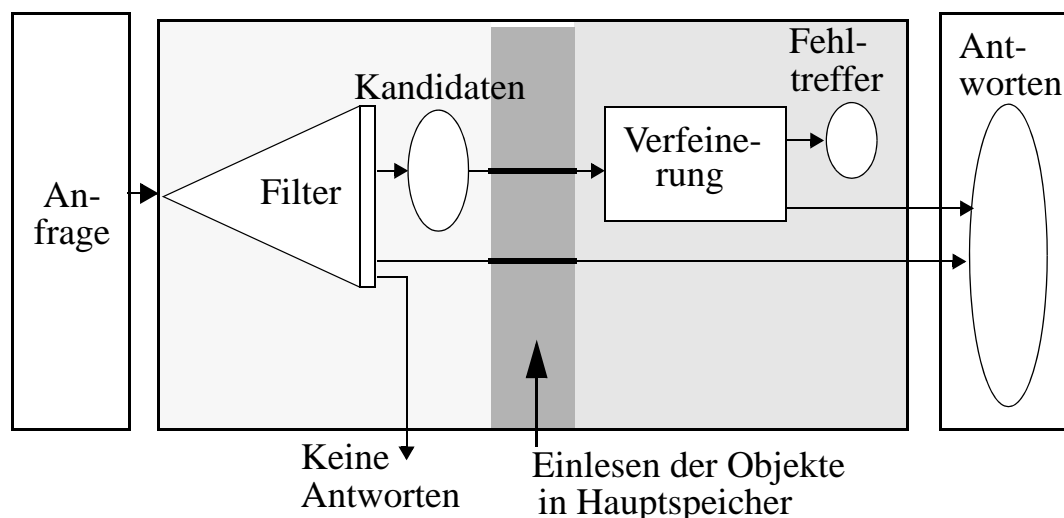 An-
frage
Filter
Kandidaten
Verfeine-
rung
Fehl-
treffer
Ant-
worten
Keine
Antworten
Einlesen der Objekte
in Hauptspeicher